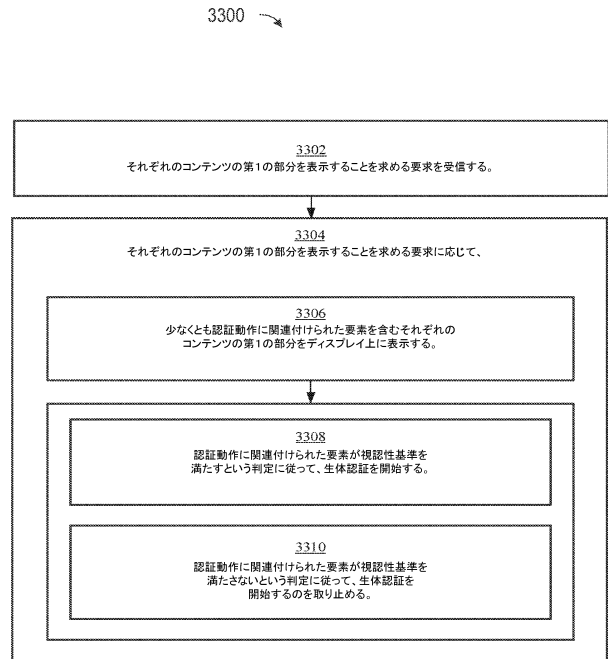 3300
3302
それぞれのコンテンツの第1の部分を表示することを求める要求を受信する。
3304
それぞれのコンテンツの第1の部分を表示することを求める要求に応じて、
3306
少なくとも認証動作に関連付けられた要素を含むそれぞれの
コンテンツの第1の部分をディスプレイ上に表示する。
3308
認証動作に関連付けられた要素が視認性基準を
満たすという判定に従って、生体認証を開始する。
3310
認証動作に関連付けられた要素が視認性基準を
満たさないという判定に従って、生体認証を
開始するのを取り止める。